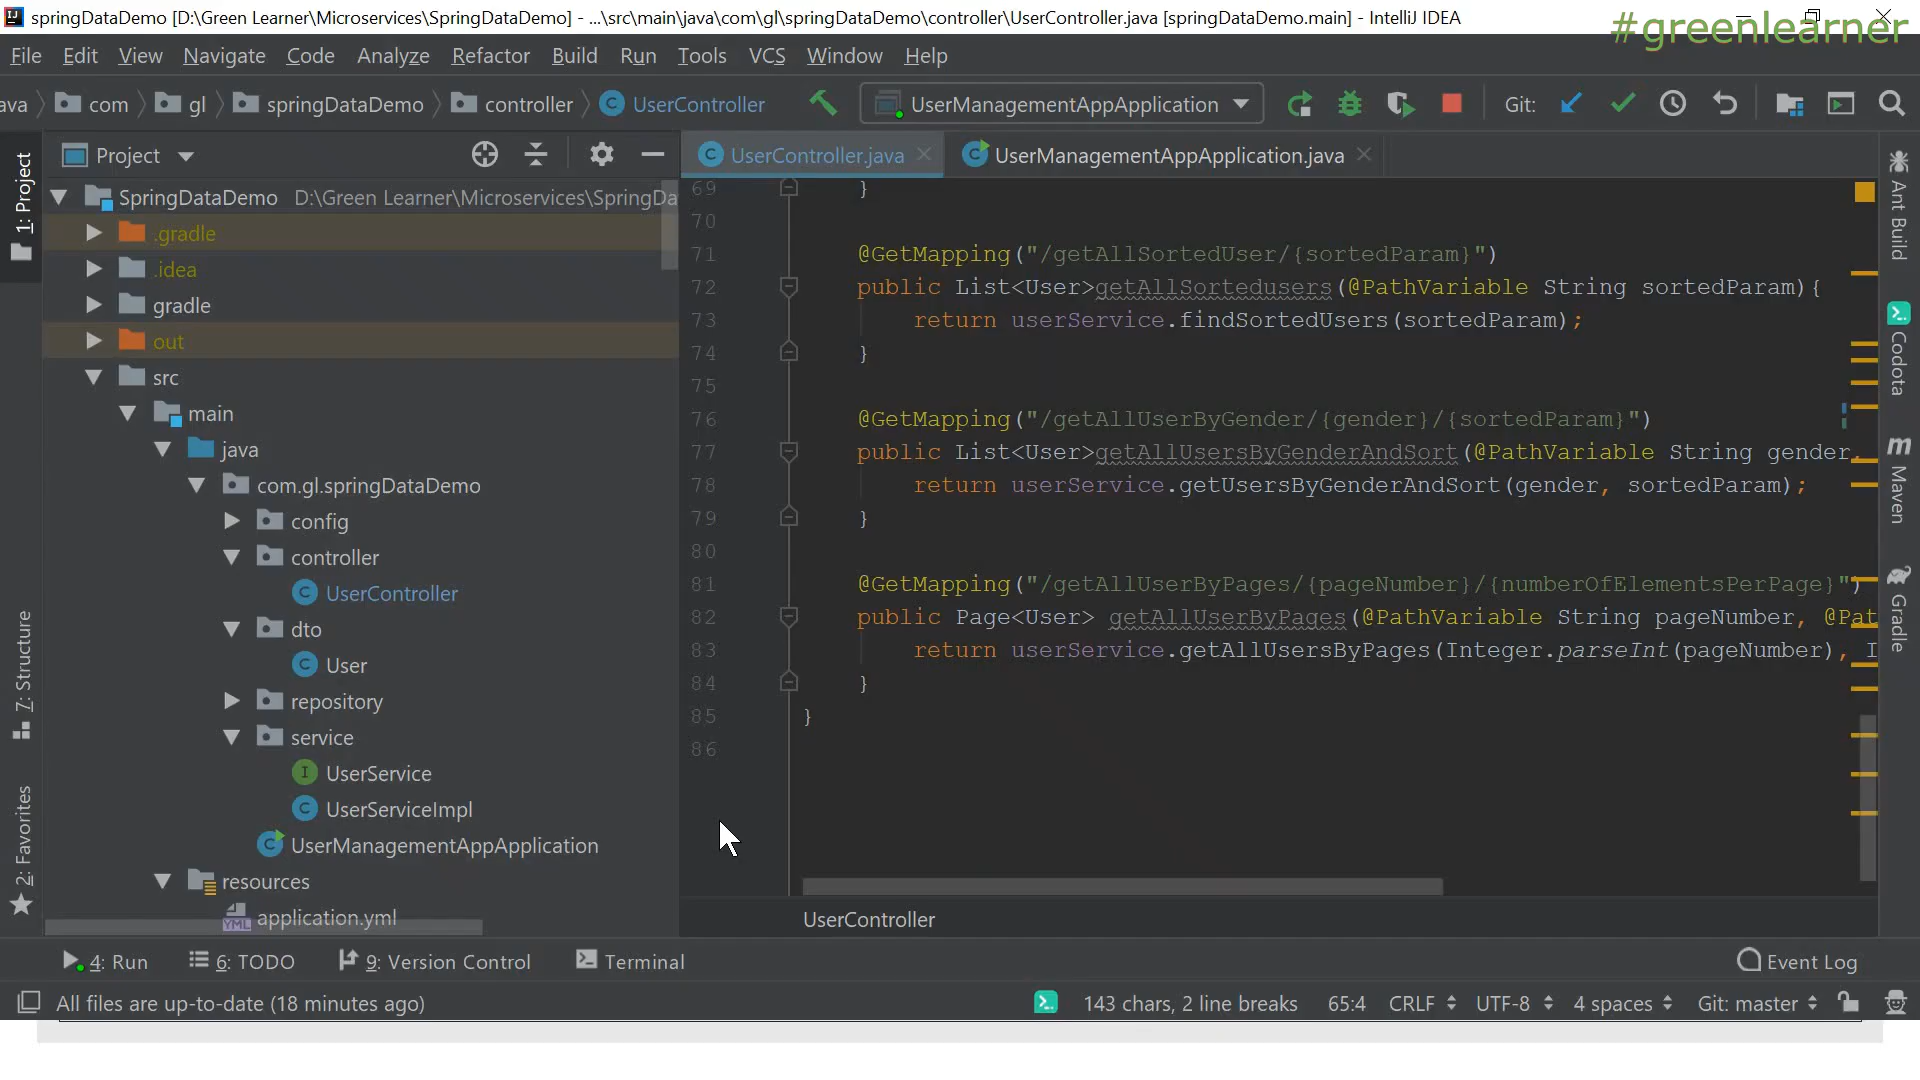 springDataDemo [D:\Green Learner\Microservices\SpringDataDemo] - ...\src\main\java\com\gl\springDataDemo\controller\UserController.java [springDataDemo.main] - IntelliJ IDEA
#greenlearner
File Edit View Navigate Code Analyze Refactor Build Run Tools VCS Window Help
ava com gl springDataDemo controller UserController UserManagementAppApplication Git:
Project
UserController.java UserManagementAppApplication.java
1: Project
7: Structure
2: Favorites
SpringDataDemo D:\Green Learner\Microservices\SpringDa
.gradle
.idea
gradle
out
src
main
java
com.gl.springDataDemo
config
controller
UserController
dto
User
repository
service
UserService
UserServiceImpl
UserManagementAppApplication
resources
application.yml
69 }
70
71 @GetMapping("/getAllSortedUser/{sortedParam}")
72 public List<User>getAllSortedusers(@PathVariable String sortedParam){
73 return userService.findSortedUsers(sortedParam);
74 }
75
76 @GetMapping("/getAllUserByGender/{gender}/{sortedParam}")
77 public List<User>getAllUsersByGenderAndSort(@PathVariable String gender,
78 return userService.getUsersByGenderAndSort(gender, sortedParam);
79 }
80
81 @GetMapping("/getAllUserByPages/{pageNumber}/{numberOfElementsPerPage}")
82 public Page<User> getAllUserByPages(@PathVariable String pageNumber, @Pat
83 return userService.getAllUsersByPages(Integer.parseInt(pageNumber), I
84 }
85 }
86
UserController
Ant Build
Codota
Maven
Gradle
4: Run 6: TODO 9: Version Control Terminal Event Log
All files are up-to-date (18 minutes ago) 143 chars, 2 line breaks 65:4 CRLF UTF-8 4 spaces Git: master